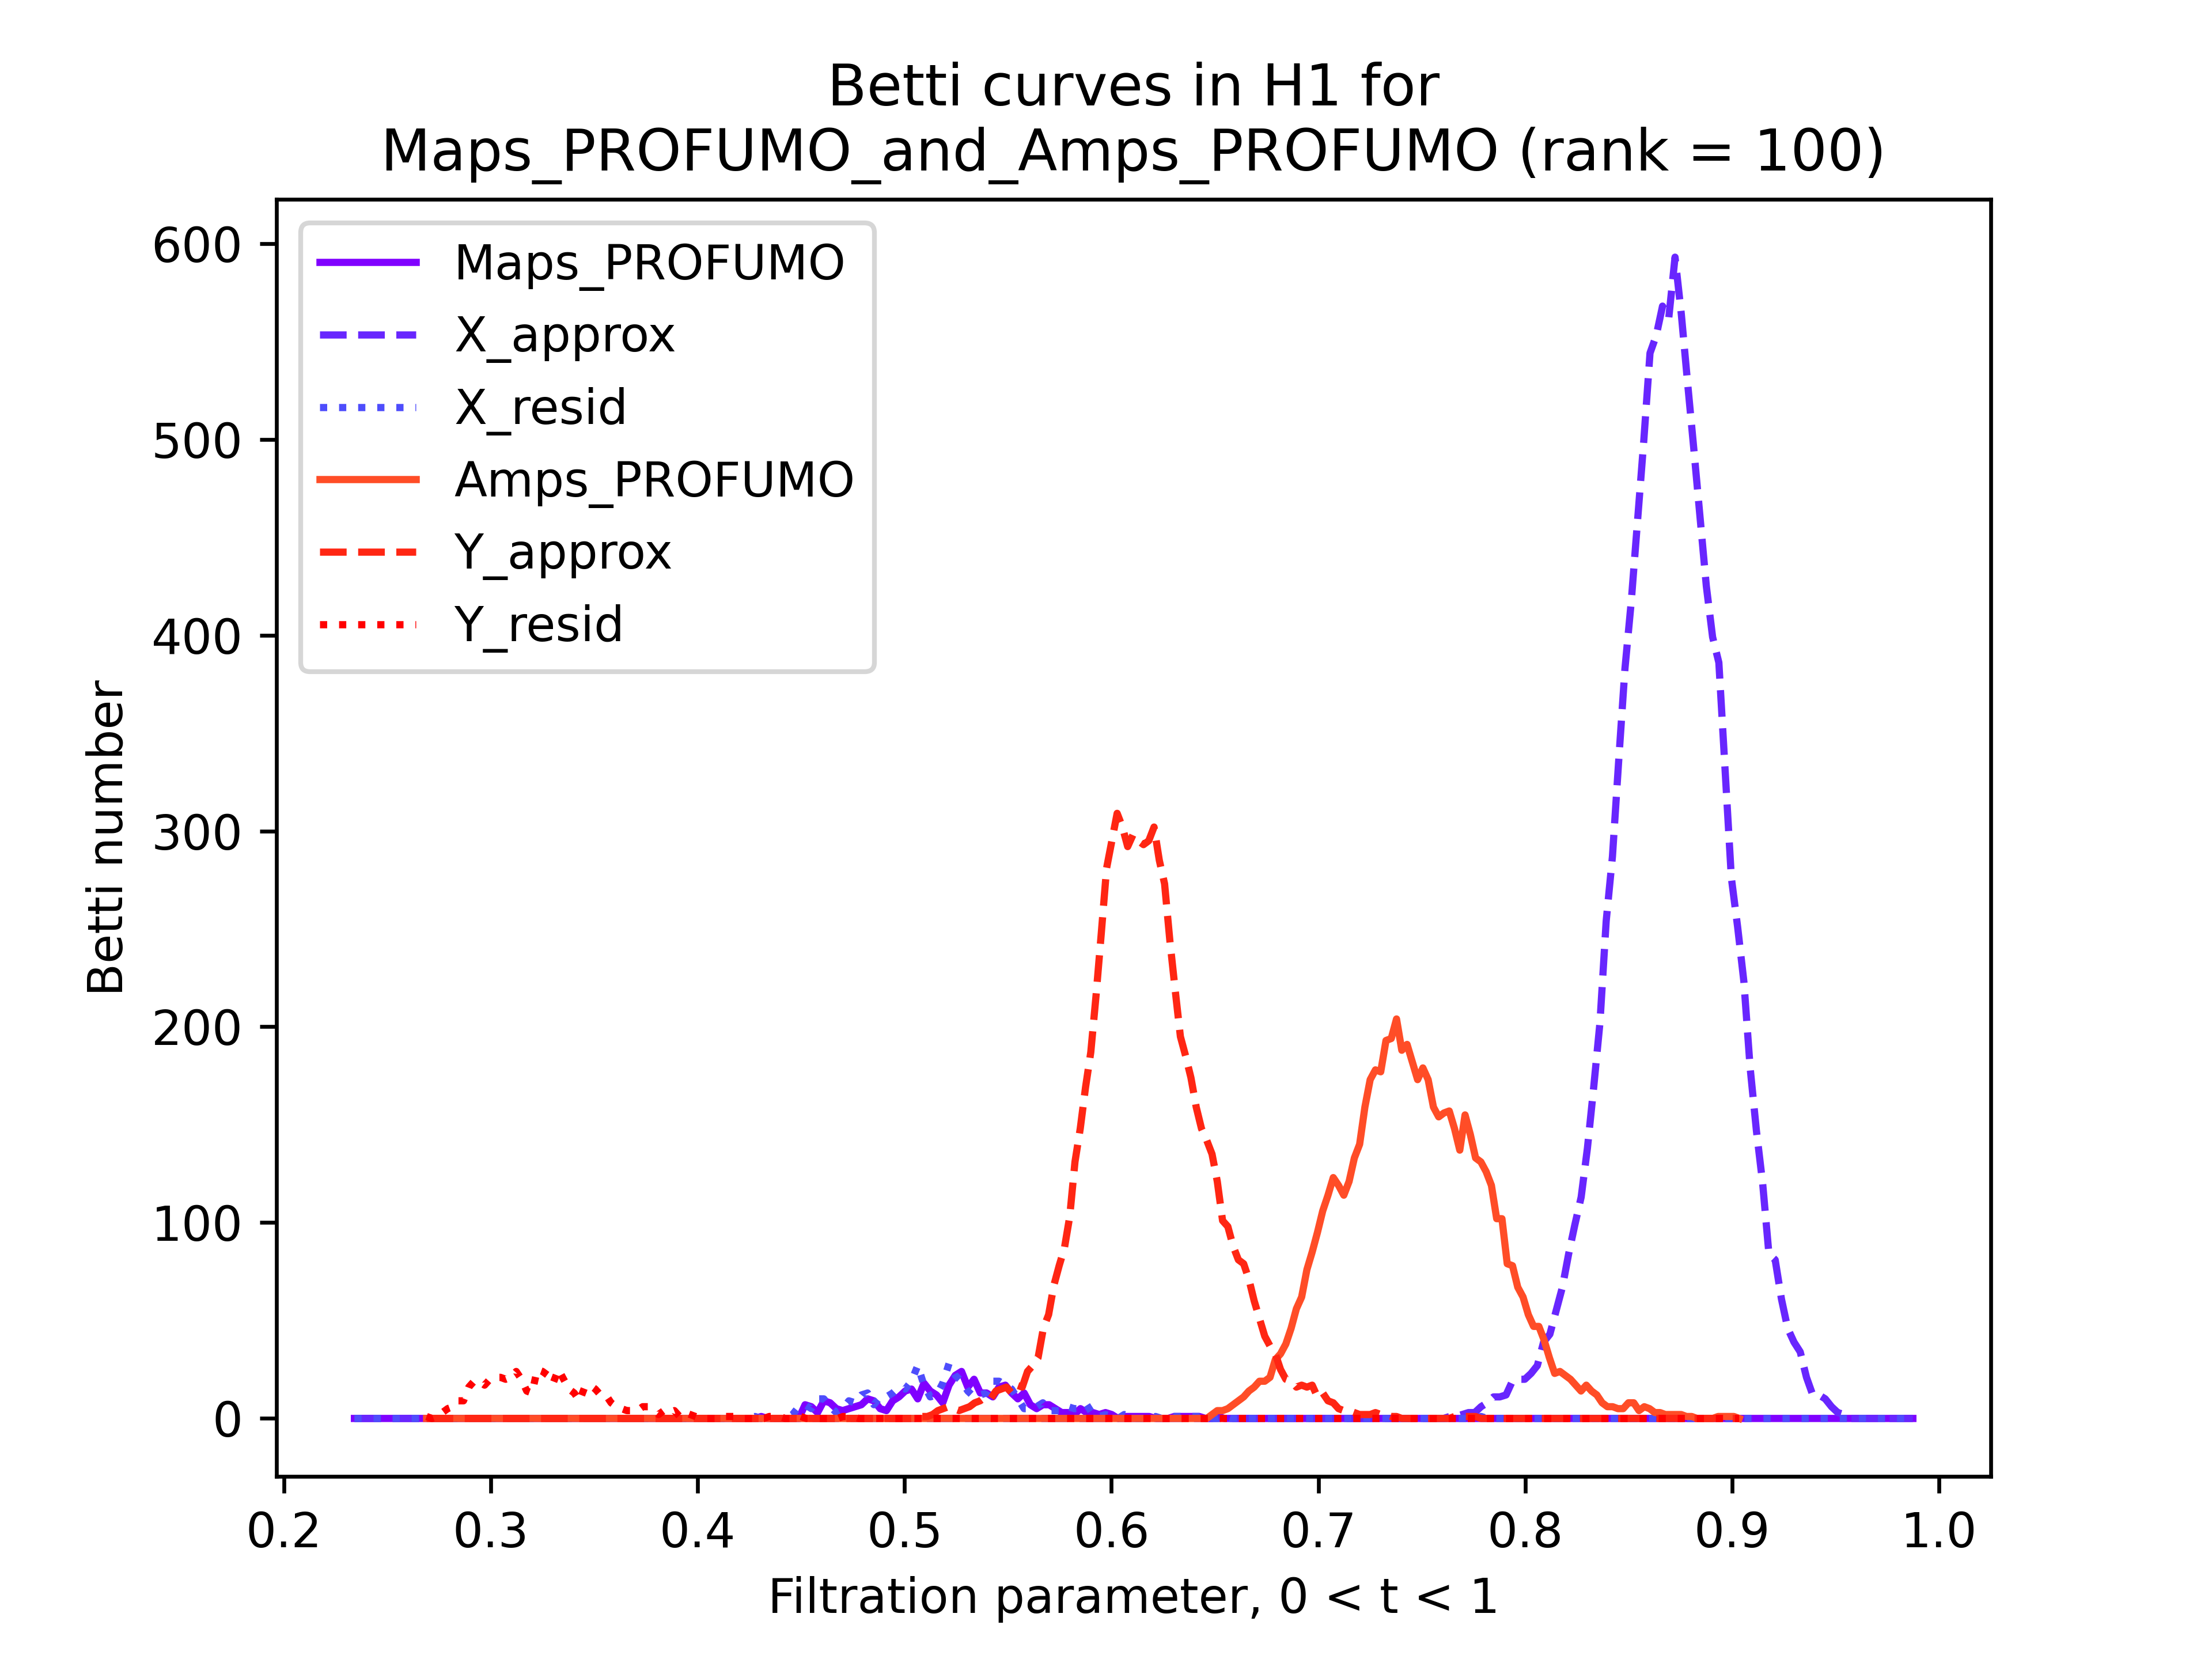 Betti curves in H1 for
Maps_PROFUMO_and_Amps_PROFUMO (rank = 100)
Maps_PROFUMO
X_approx
X_resid
Amps_PROFUMO
Y_approx
Y_resid
Betti number
600
500
400
300
200
100
0
0.2 0.3 0.4 0.5 0.6 0.7 0.8 0.9 1.0
Filtration parameter, 0 < t < 1